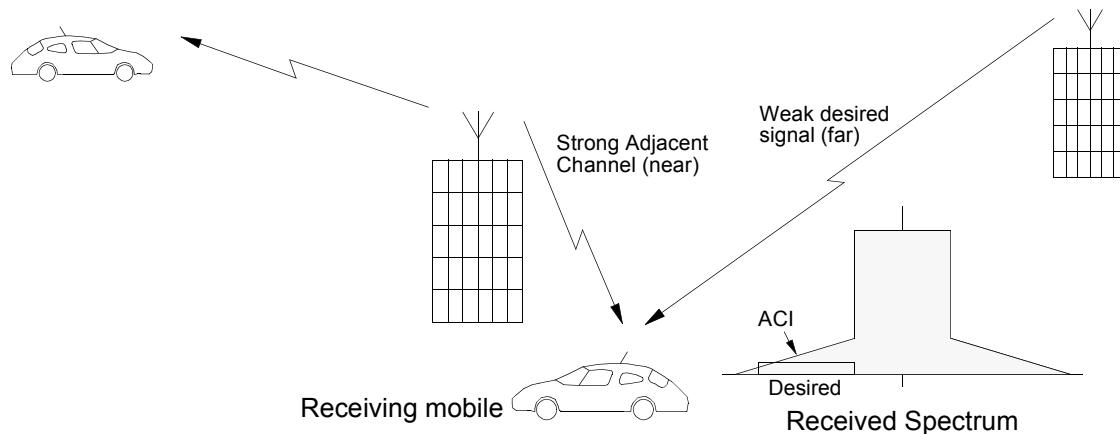 Weak desired
signal (far)
Strong Adjacent
Channel (near)
ACI
Desired
Receiving mobile
Received Spectrum